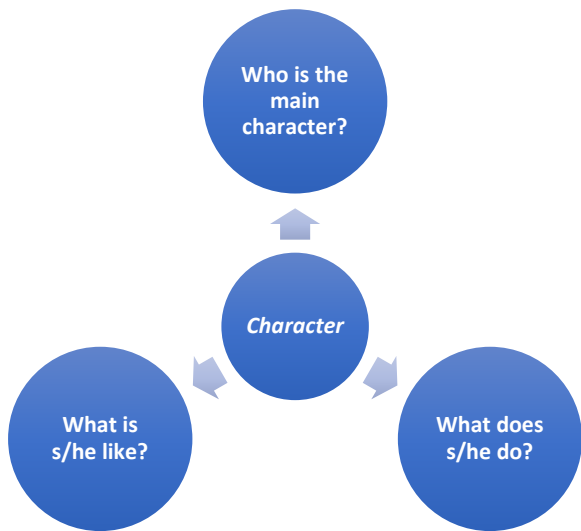 Who is the
main
character?
Character
What is
s/he like?
What does
s/he do?